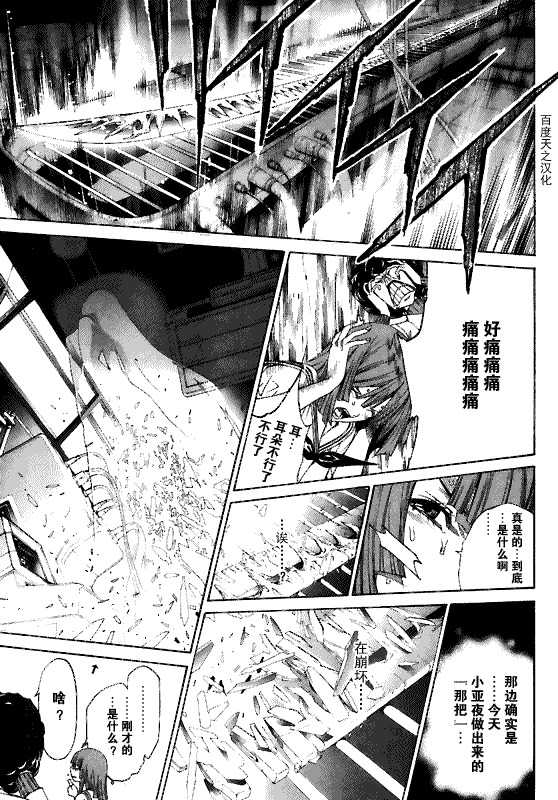 百度天之汉化
好痛痛痛
痛痛痛痛痛
耳…
耳朵不行了
不行了
真是的…到底
………是什么啊
………诶………？
那边确实是
……今天
小亚夜做出来的
『那把』…
在崩坏…
………刚才的
…是什么？
啥？